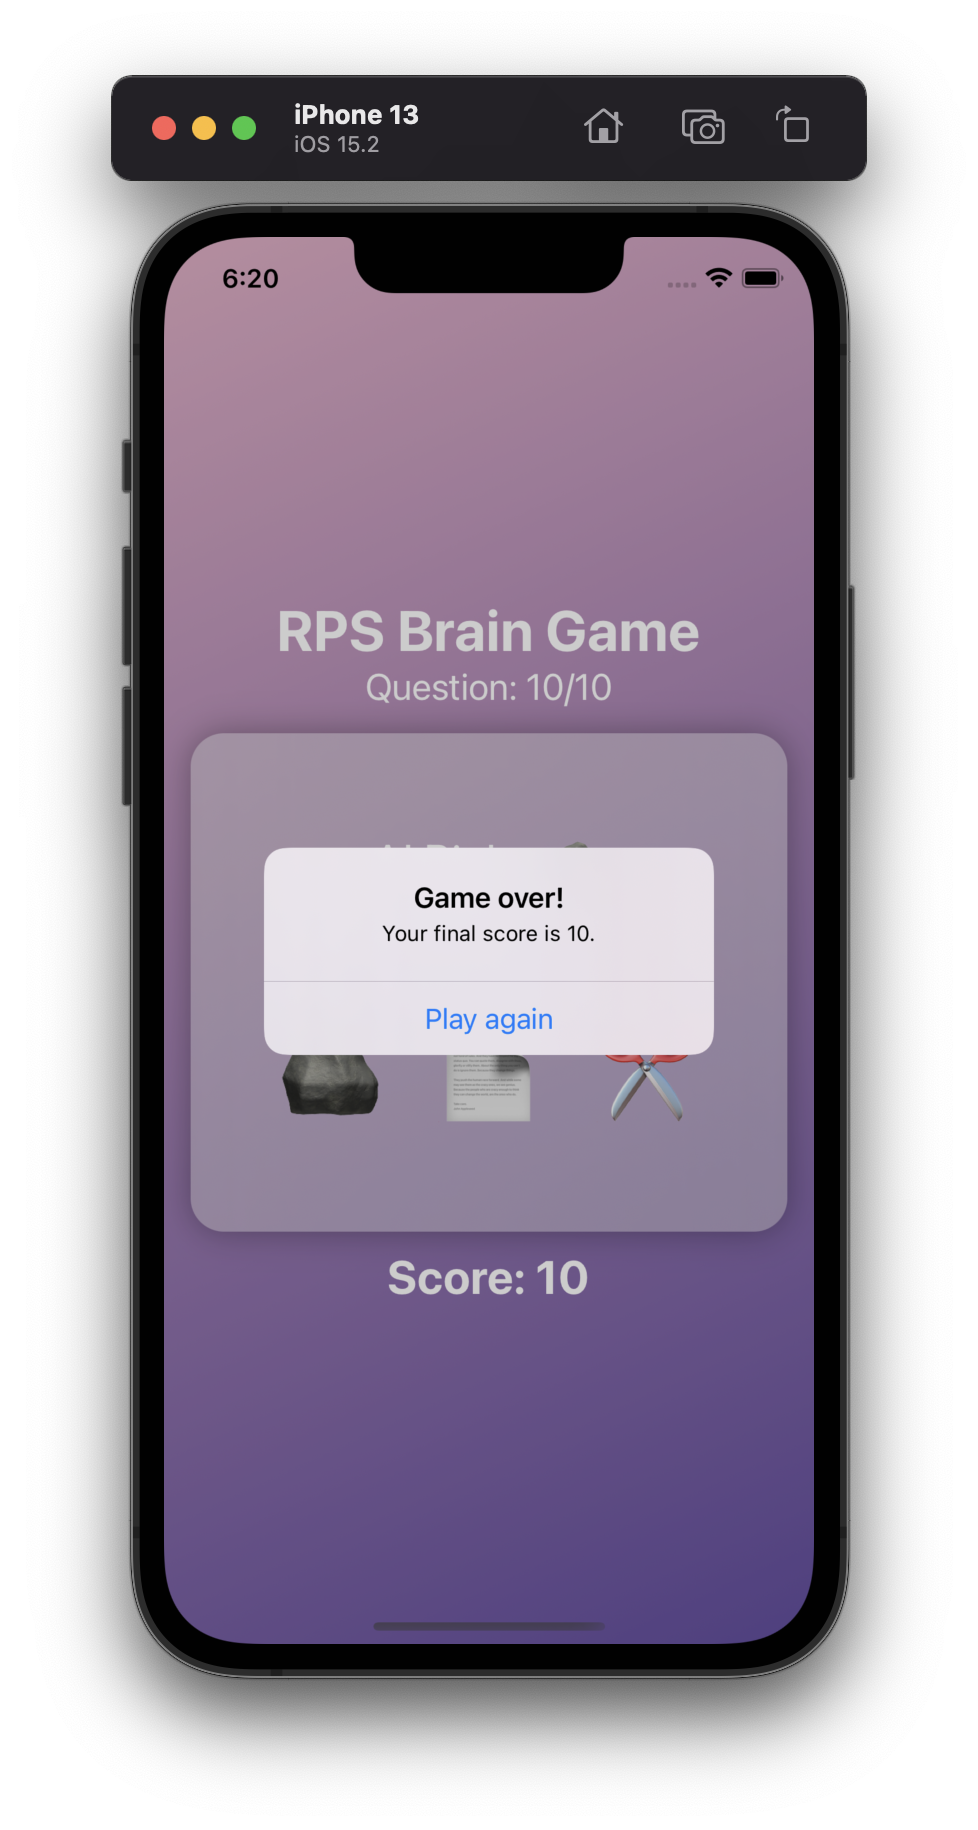 iPhone 13
iOS 15.2
6:20
RPS Brain Game
Question: 10/10
Game over!
Your final score is 10.
Play again
Score: 10